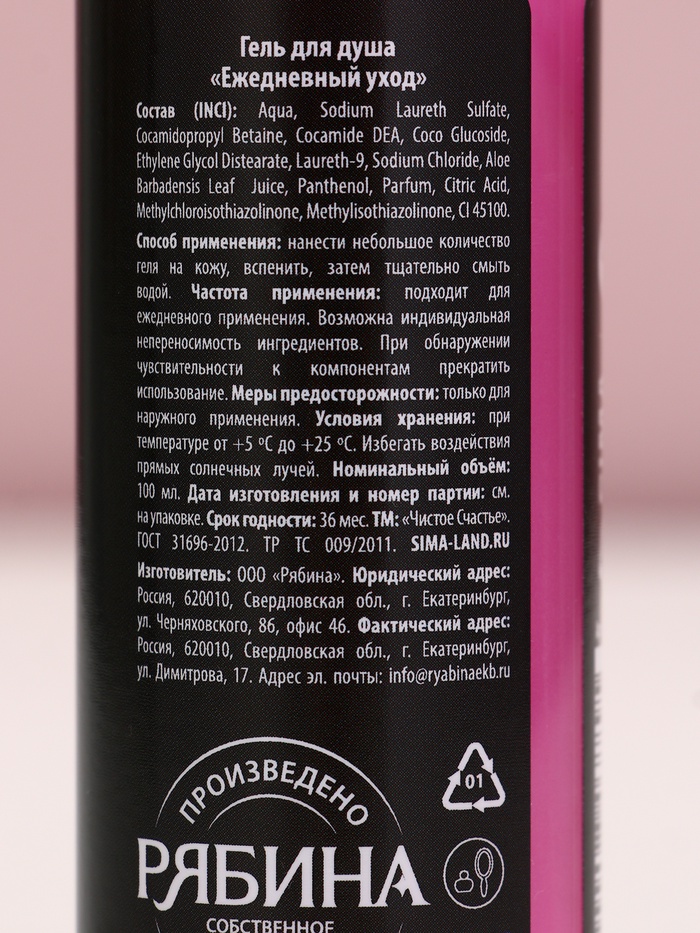 Гель для душа
«Ежедневный уход»
Состав (INCI): Aqua, Sodium Laureth Sulfate,
Cocamidopropyl Betaine, Cocamide DEA, Coco Glucoside,
Ethylene Glycol Distearate, Laureth-9, Sodium Chloride, Aloe
Barbadensis Leaf Juice, Panthenol, Parfum, Citric Acid,
Methylchloroisothiazolinone, Methylisothiazolinone, CI 45100.
Способ применения: нанести небольшое количество
геля на кожу, вспенить, затем тщательно смыть
водой. Частота применения: подходит для
ежедневного применения. Возможна индивидуальная
непереносимость ингредиентов. При обнаружении
чувствительности к компонентам прекратить
использование. Меры предосторожности: только для
наружного применения. Условия хранения: при
температуре от +5 ºC до +25 ºC. Избегать воздействия
прямых солнечных лучей. Номинальный объём:
100 мл. Дата изготовления и номер партии: см.
на упаковке. Срок годности: 36 мес. ТМ: «Чистое Счастье».
ГОСТ 31696-2012. ТР ТС 009/2011. SIMA-LAND.RU
Изготовитель: ООО «Рябина». Юридический адрес:
Россия, 620010, Свердловская обл., г. Екатеринбург,
ул. Черняховского, 86, офис 46. Фактический адрес:
Россия, 620010, Свердловская обл., г. Екатеринбург,
ул. Димитрова, 17. Адрес эл. почты: info@ryabinaekb.ru
ПРОИЗВЕДЕНО
01
РЯБИНА
СОБСТВЕННОЕ